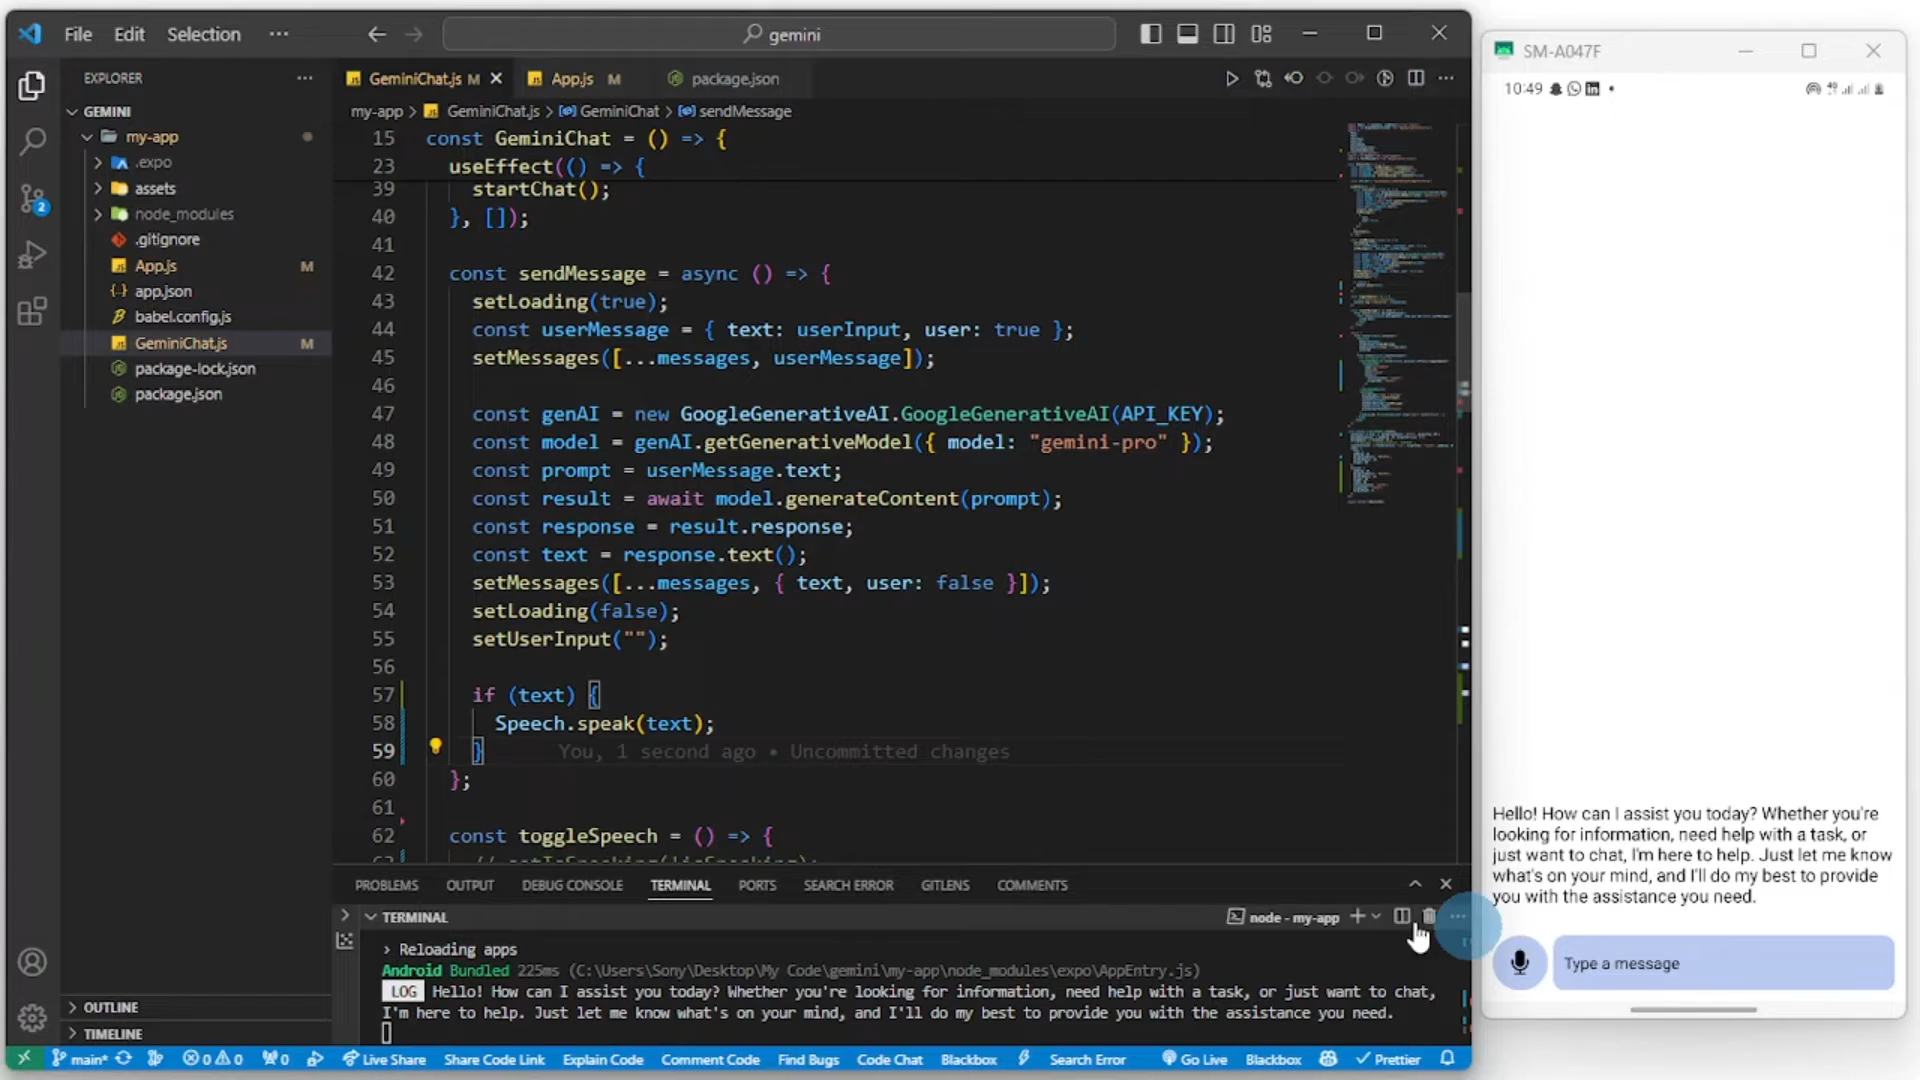 File Edit Selection ··· gemini
EXPLORER ···
GEMINI
my-app
.expo
assets
node_modules
.gitignore
App.js M
app.json
babel.config.js
GeminiChat.js M
package-lock.json
package.json
OUTLINE
TIMELINE
2
GeminiChat.js M App.js M package.json
my-app > GeminiChat.js > GeminiChat > sendMessage
15 const GeminiChat = () => {
23 useEffect(() => {
39 startChat();
40 }, []);
41
42 const sendMessage = async () => {
43 setLoading(true);
44 const userMessage = { text: userInput, user: true };
45 setMessages([...messages, userMessage]);
46
47 const genAI = new GoogleGenerativeAI.GoogleGenerativeAI(API_KEY);
48 const model = genAI.getGenerativeModel({ model: "gemini-pro" });
49 const prompt = userMessage.text;
50 const result = await model.generateContent(prompt);
51 const response = result.response;
52 const text = response.text();
53 setMessages([...messages, { text, user: false }]);
54 setLoading(false);
55 setUserInput("");
56
57 if (text) {
58 Speech.speak(text);
59 } You, 1 second ago • Uncommitted changes
60 };
61
62 const toggleSpeech = () => {
PROBLEMS OUTPUT DEBUG CONSOLE TERMINAL PORTS SEARCH ERROR GITLENS COMMENTS
TERMINAL node - my-app
› Reloading apps
Android Bundled 225ms (C:\Users\Sony\Desktop\My Code\gemini\my-app\node_modules\expo\AppEntry.js)
LOG Hello! How can I assist you today? Whether you're looking for information, need help with a task, or just want to chat,
I'm here to help. Just let me know what's on your mind, and I'll do my best to provide you with the assistance you need.
main* 0 0 0 Live Share Share Code Link Explain Code Comment Code Find Bugs Code Chat Blackbox Search Error Go Live Blackbox Prettier
SM-A047F
10:49
Hello! How can I assist you today? Whether you're
looking for information, need help with a task, or
just want to chat, I'm here to help. Just let me know
what's on your mind, and I'll do my best to provide
you with the assistance you need.
Type a message